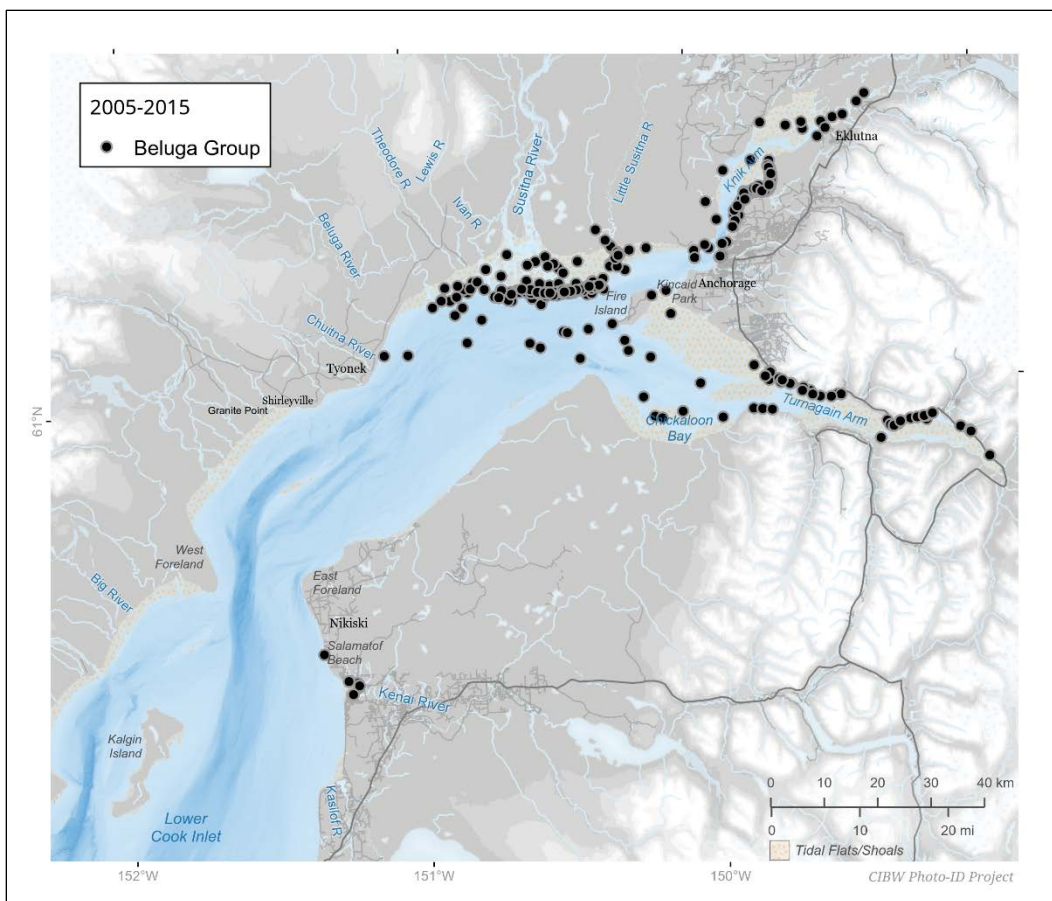 2005-2015
Beluga Group
Theodore R
Lewis R
Ivan R
Susitna River
Little Susitna R
Knik Arm
Eklutna
Beluga River
Chuitna River
Tyonek
Shirleyville
Granite Point
Fire
Island
Kincaid
Park
Anchorage
Turnagain Arm
Chickaloon
Bay
61°N
West
Foreland
East
Foreland
Big River
Nikiski
Salamatof
Beach
Kenai River
Kalgin
Island
Lower
Cook Inlet
Kasilof R
0 10 20 30 40 km
0 10 20 mi
Tidal Flats/Shoals
152°W 151°W 150°W
CIBW Photo-ID Project